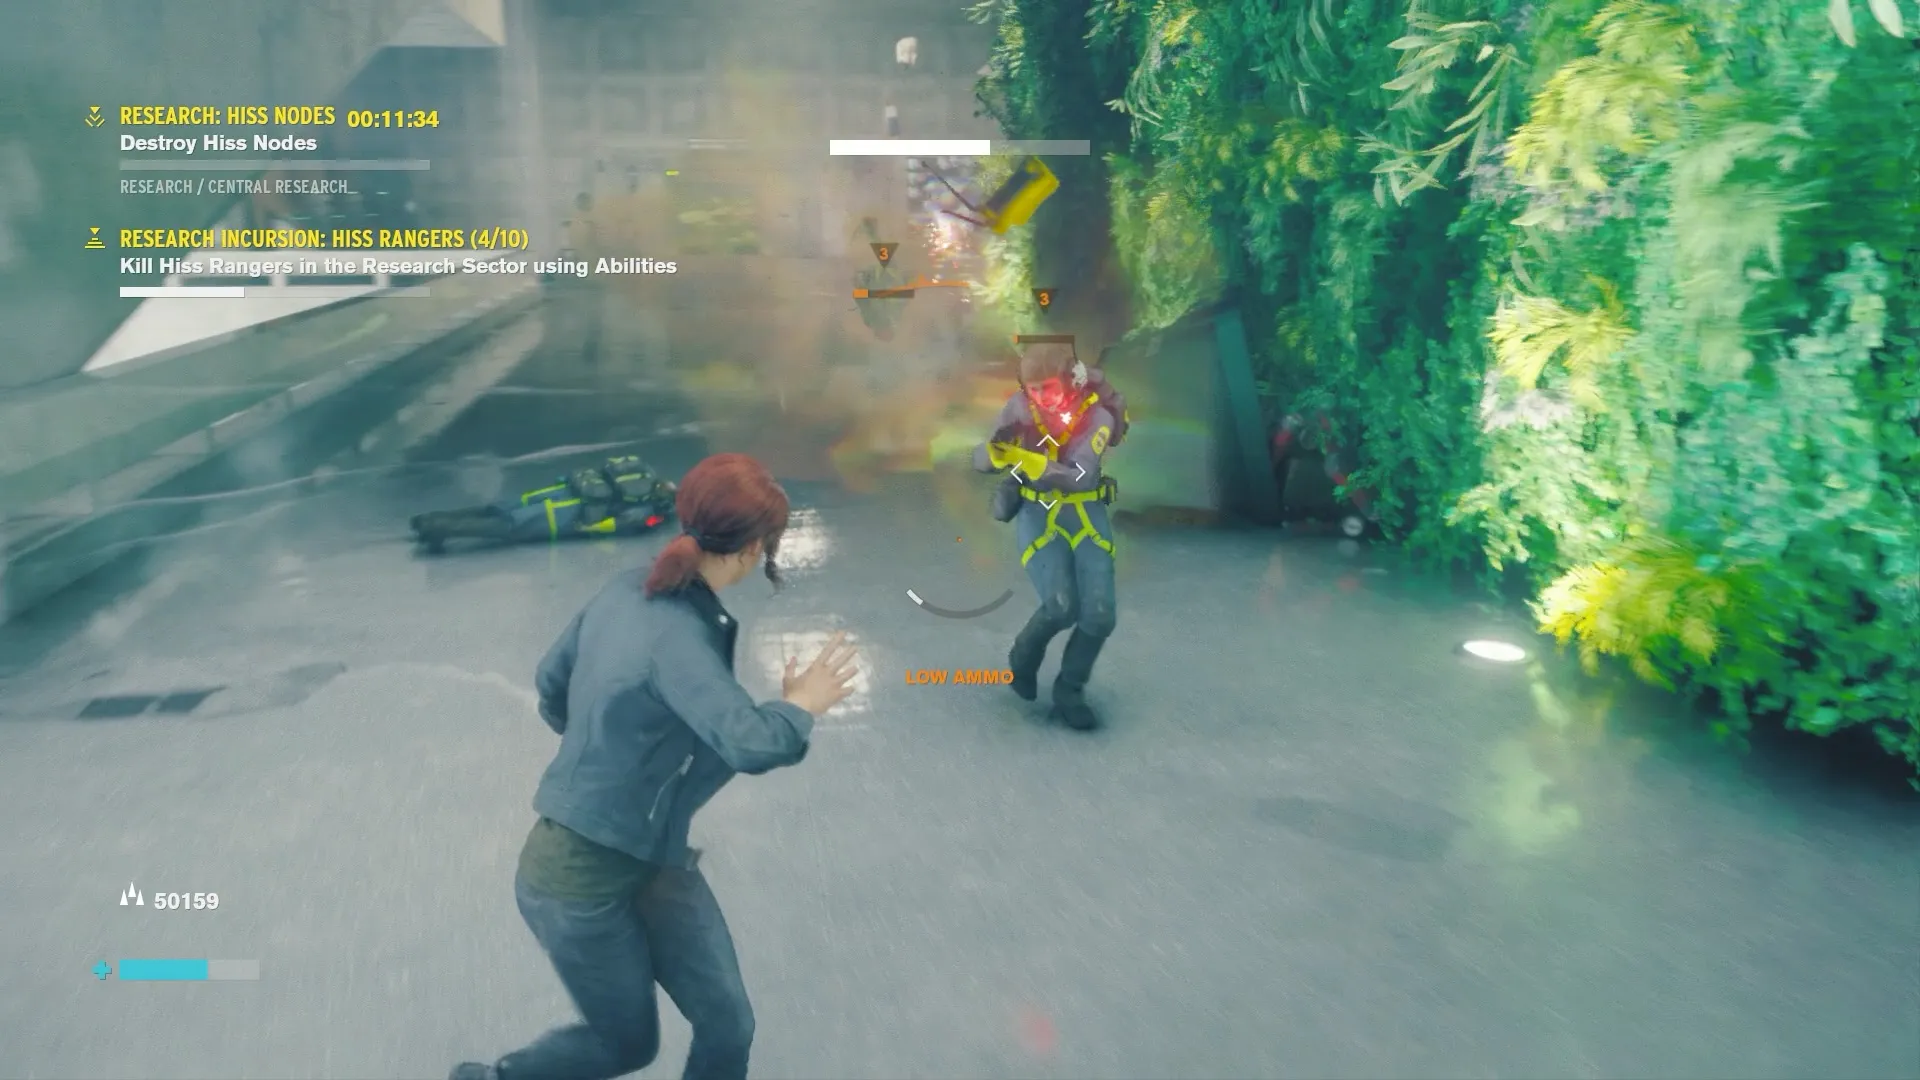 RESEARCH: HISS NODES 00:11:34
Destroy Hiss Nodes
RESEARCH / CENTRAL RESEARCH_
RESEARCH INCURSION: HISS RANGERS (4/10)
Kill Hiss Rangers in the Research Sector using Abilities
3
3
LOW AMMO
50159